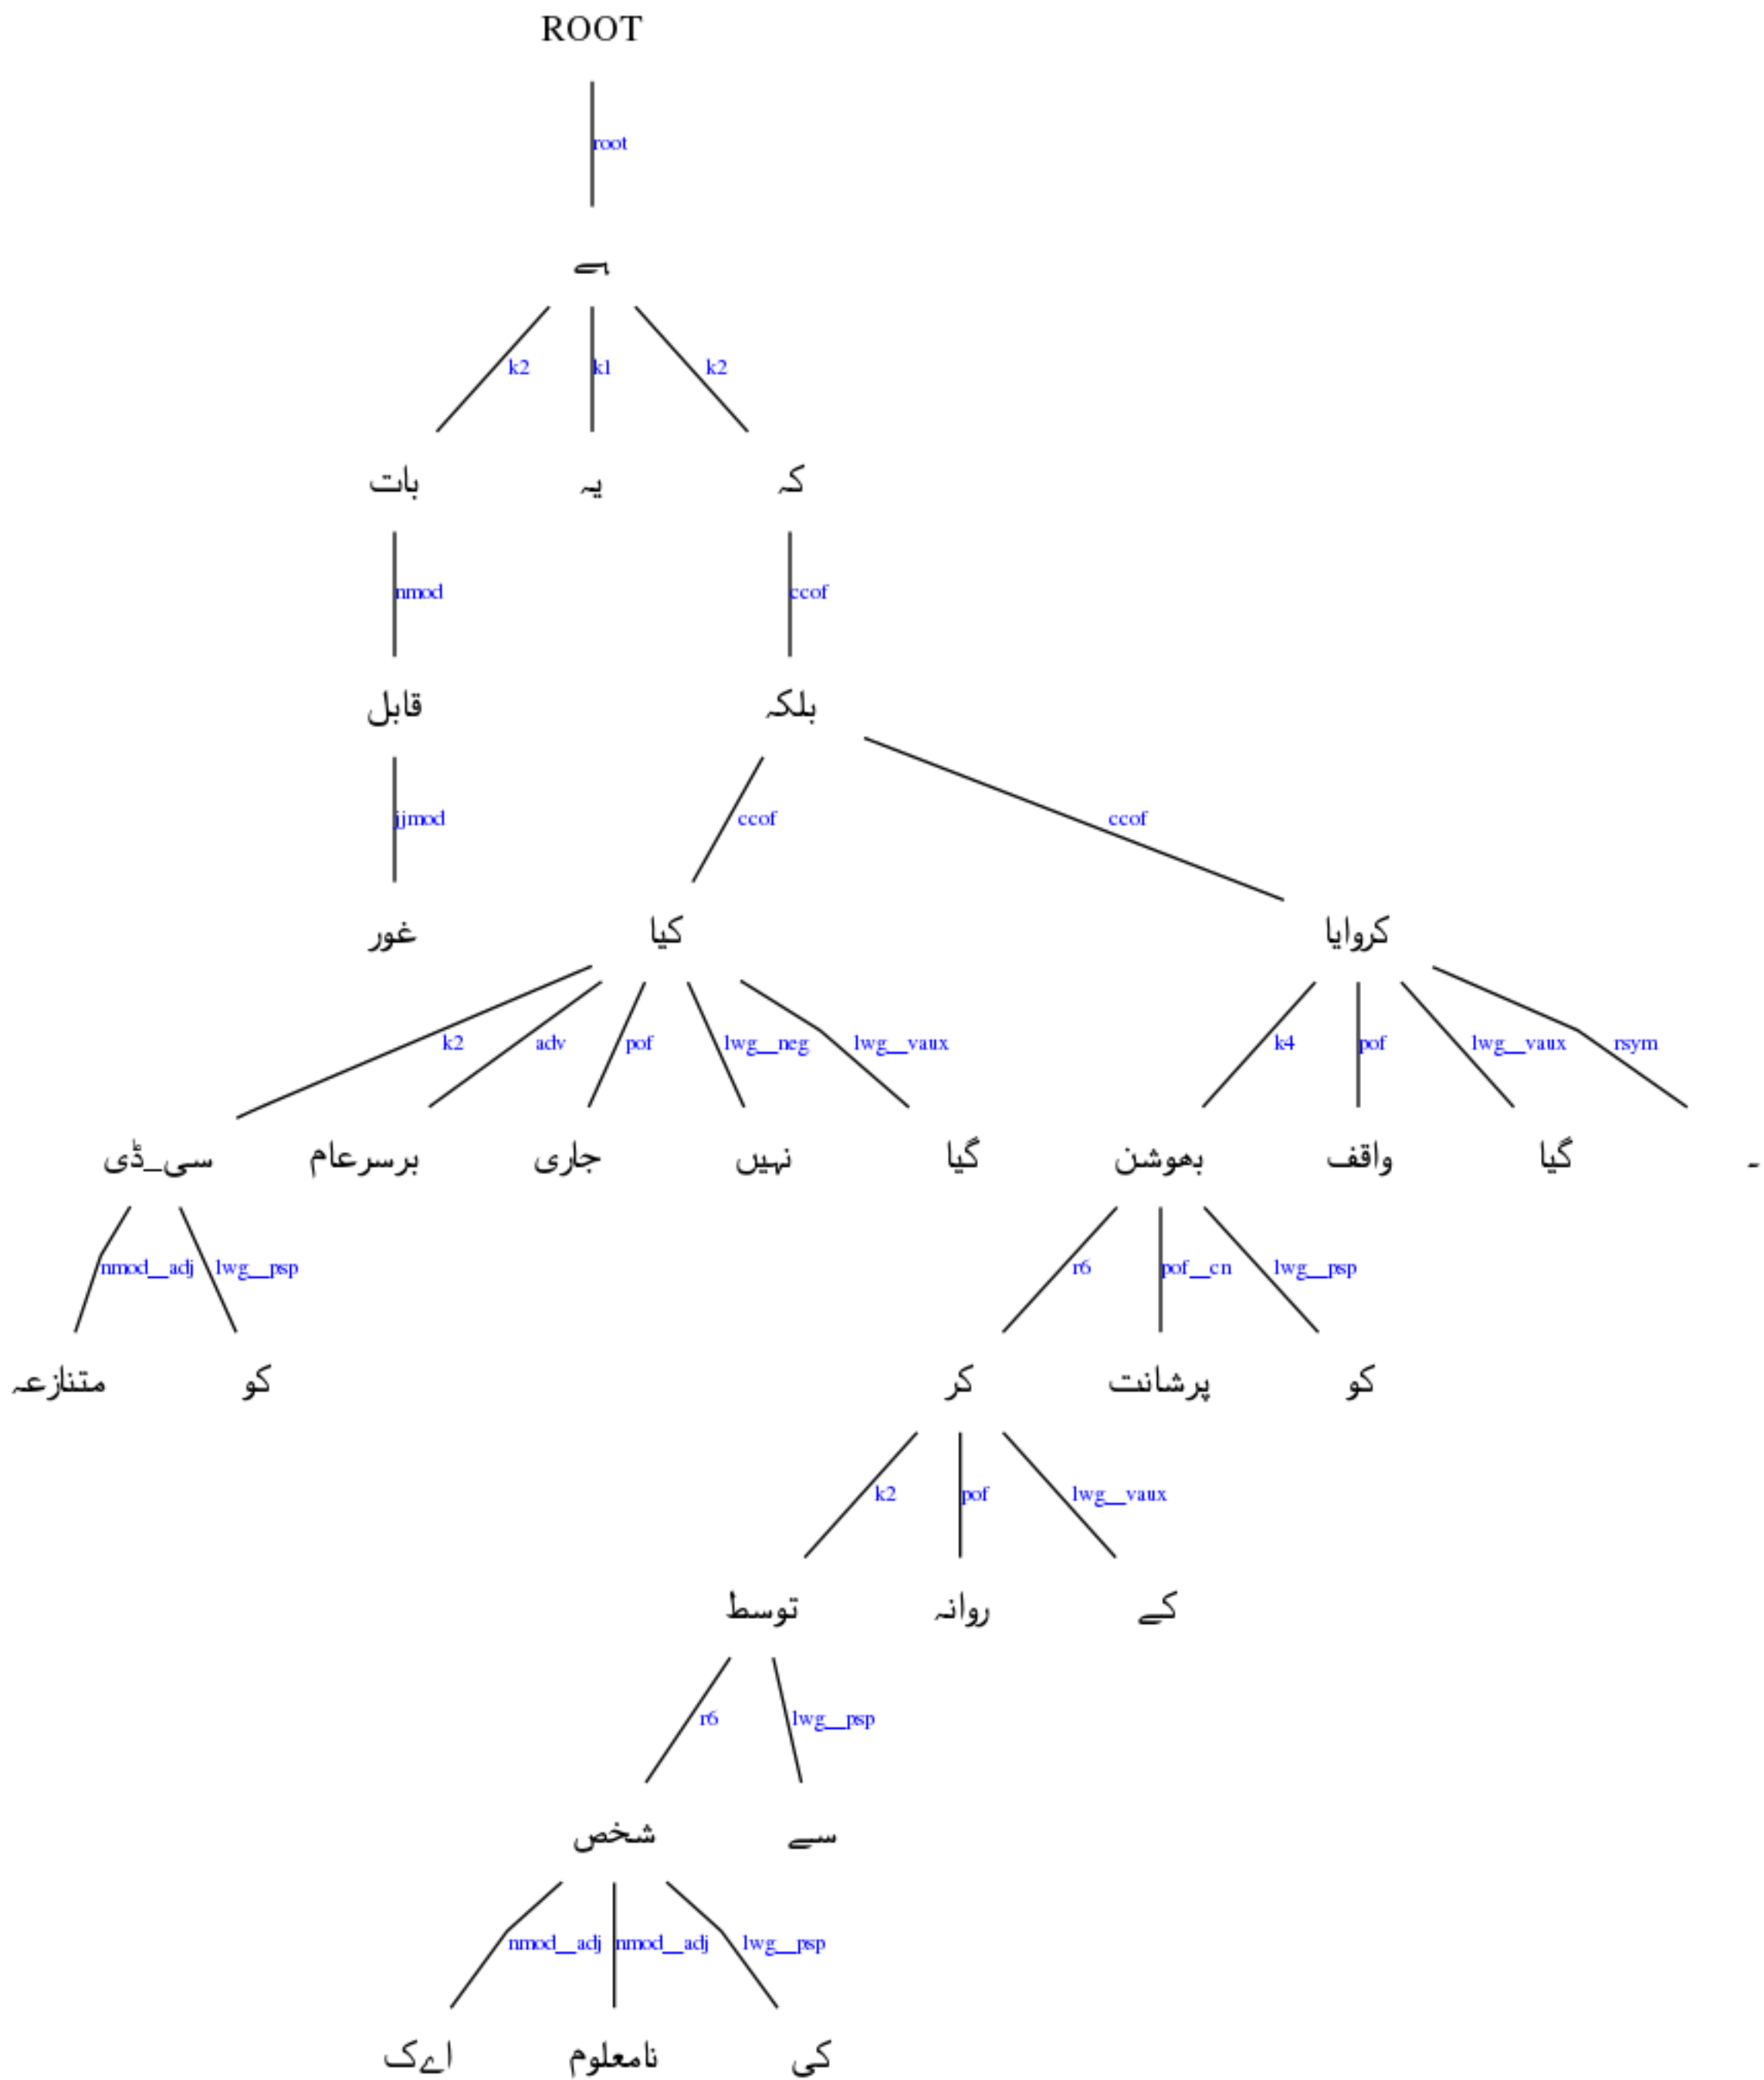 ROOT
root
ہے
k2 k1 k2
بات یہ کہ
nmod ccof
قابل بلکہ
jjmod ccof ccof
غور کیا کروایا
k2 adv pof lwg__neg lwg__vaux k4 pof lwg__vaux rsym
سی_ڈی برسرعام جاری نہیں گیا بھوشن واقف گیا ۔
nmod__adj lwg__psp r6 pof__cn lwg__psp
متنازعہ کو کر پرشانت کو
k2 pof lwg__vaux
توسط روانہ کے
r6 lwg__psp
شخص سے
nmod__adj nmod__adj lwg__psp
اےک نامعلوم کی